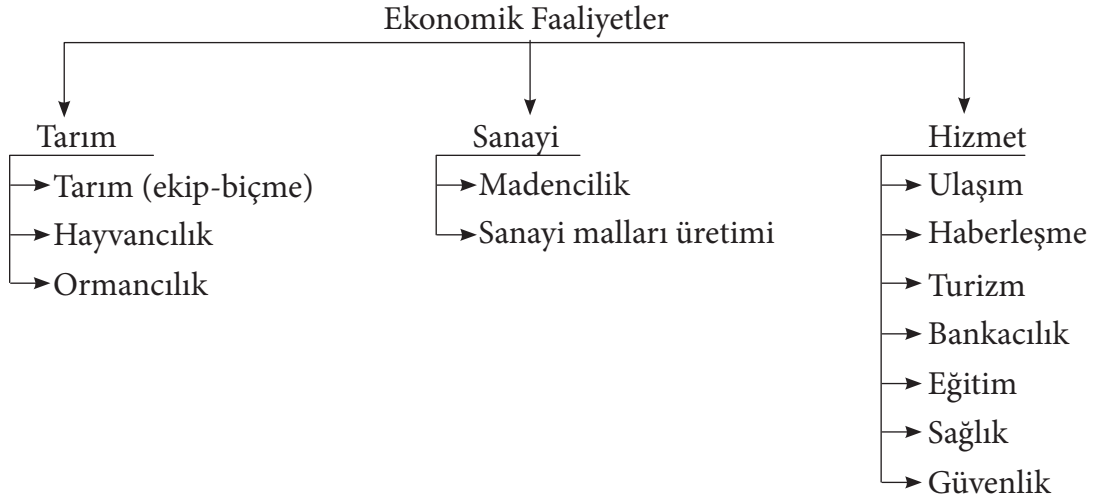 Ekonomik Faaliyetler
Tarım
Tarım (ekip-biçme)
Hayvancılık
Ormancılık
Sanayi
Madencilik
Sanayi malları üretimi
Hizmet
Ulaşım
Haberleşme
Turizm
Bankacılık
Eğitim
Sağlık
Güvenlik